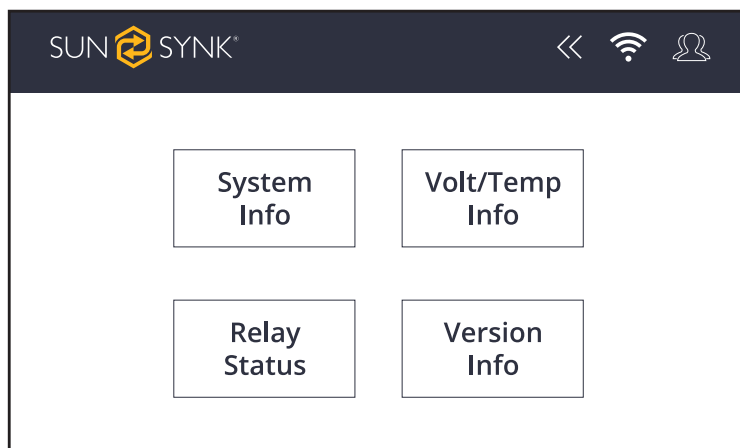 SUN SYNK®
System
Info
Volt/Temp
Info
Relay
Status
Version
Info